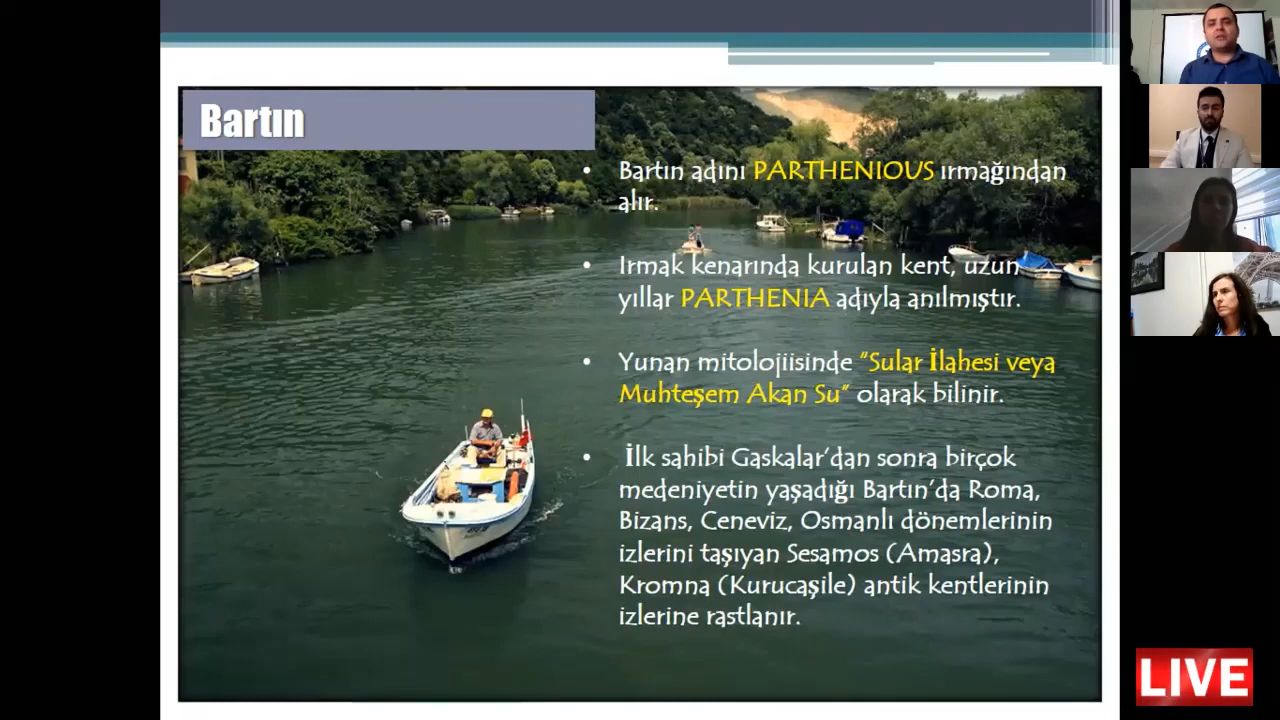 Bartın
• Bartın adını PARTHENIOUS ırmağından
alır.
• Irmak kenarında kurulan kent, uzun
yıllar PARTHENIA adıyla anılmıştır.
• Yunan mitolojiisinde “Sular İlahesi veya
Muhteşem Akan Su” olarak bilinir.
• İlk sahibi Gaskalar’dan sonra birçok
medeniyetin yaşadığı Bartın’da Roma,
Bizans, Ceneviz, Osmanlı dönemlerinin
izlerini taşıyan Sesamos (Amasra),
Kromna (Kurucaşile) antik kentlerinin
izlerine rastlanır.
LIVE